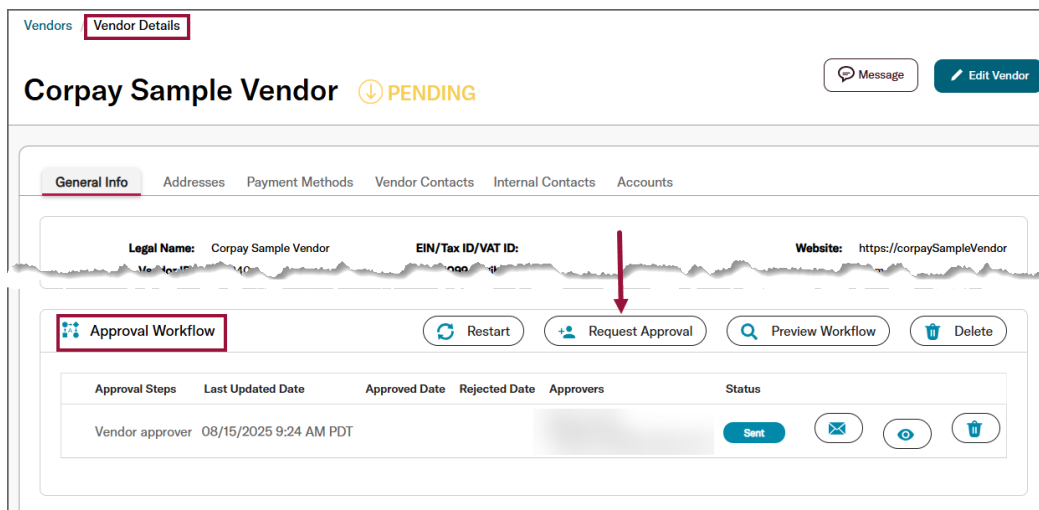 Vendors / Vendor Details
Message
Edit Vendor
Corpay Sample Vendor PENDING
General Info Addresses Payment Methods Vendor Contacts Internal Contacts Accounts
Legal Name: Corpay Sample Vendor EIN/Tax ID/VAT ID: Website: https://corpaySampleVendor
Approval Workflow Restart Request Approval Preview Workflow Delete
Approval Steps Last Updated Date Approved Date Rejected Date Approvers Status
Vendor approver 08/15/2025 9:24 AM PDT Sent